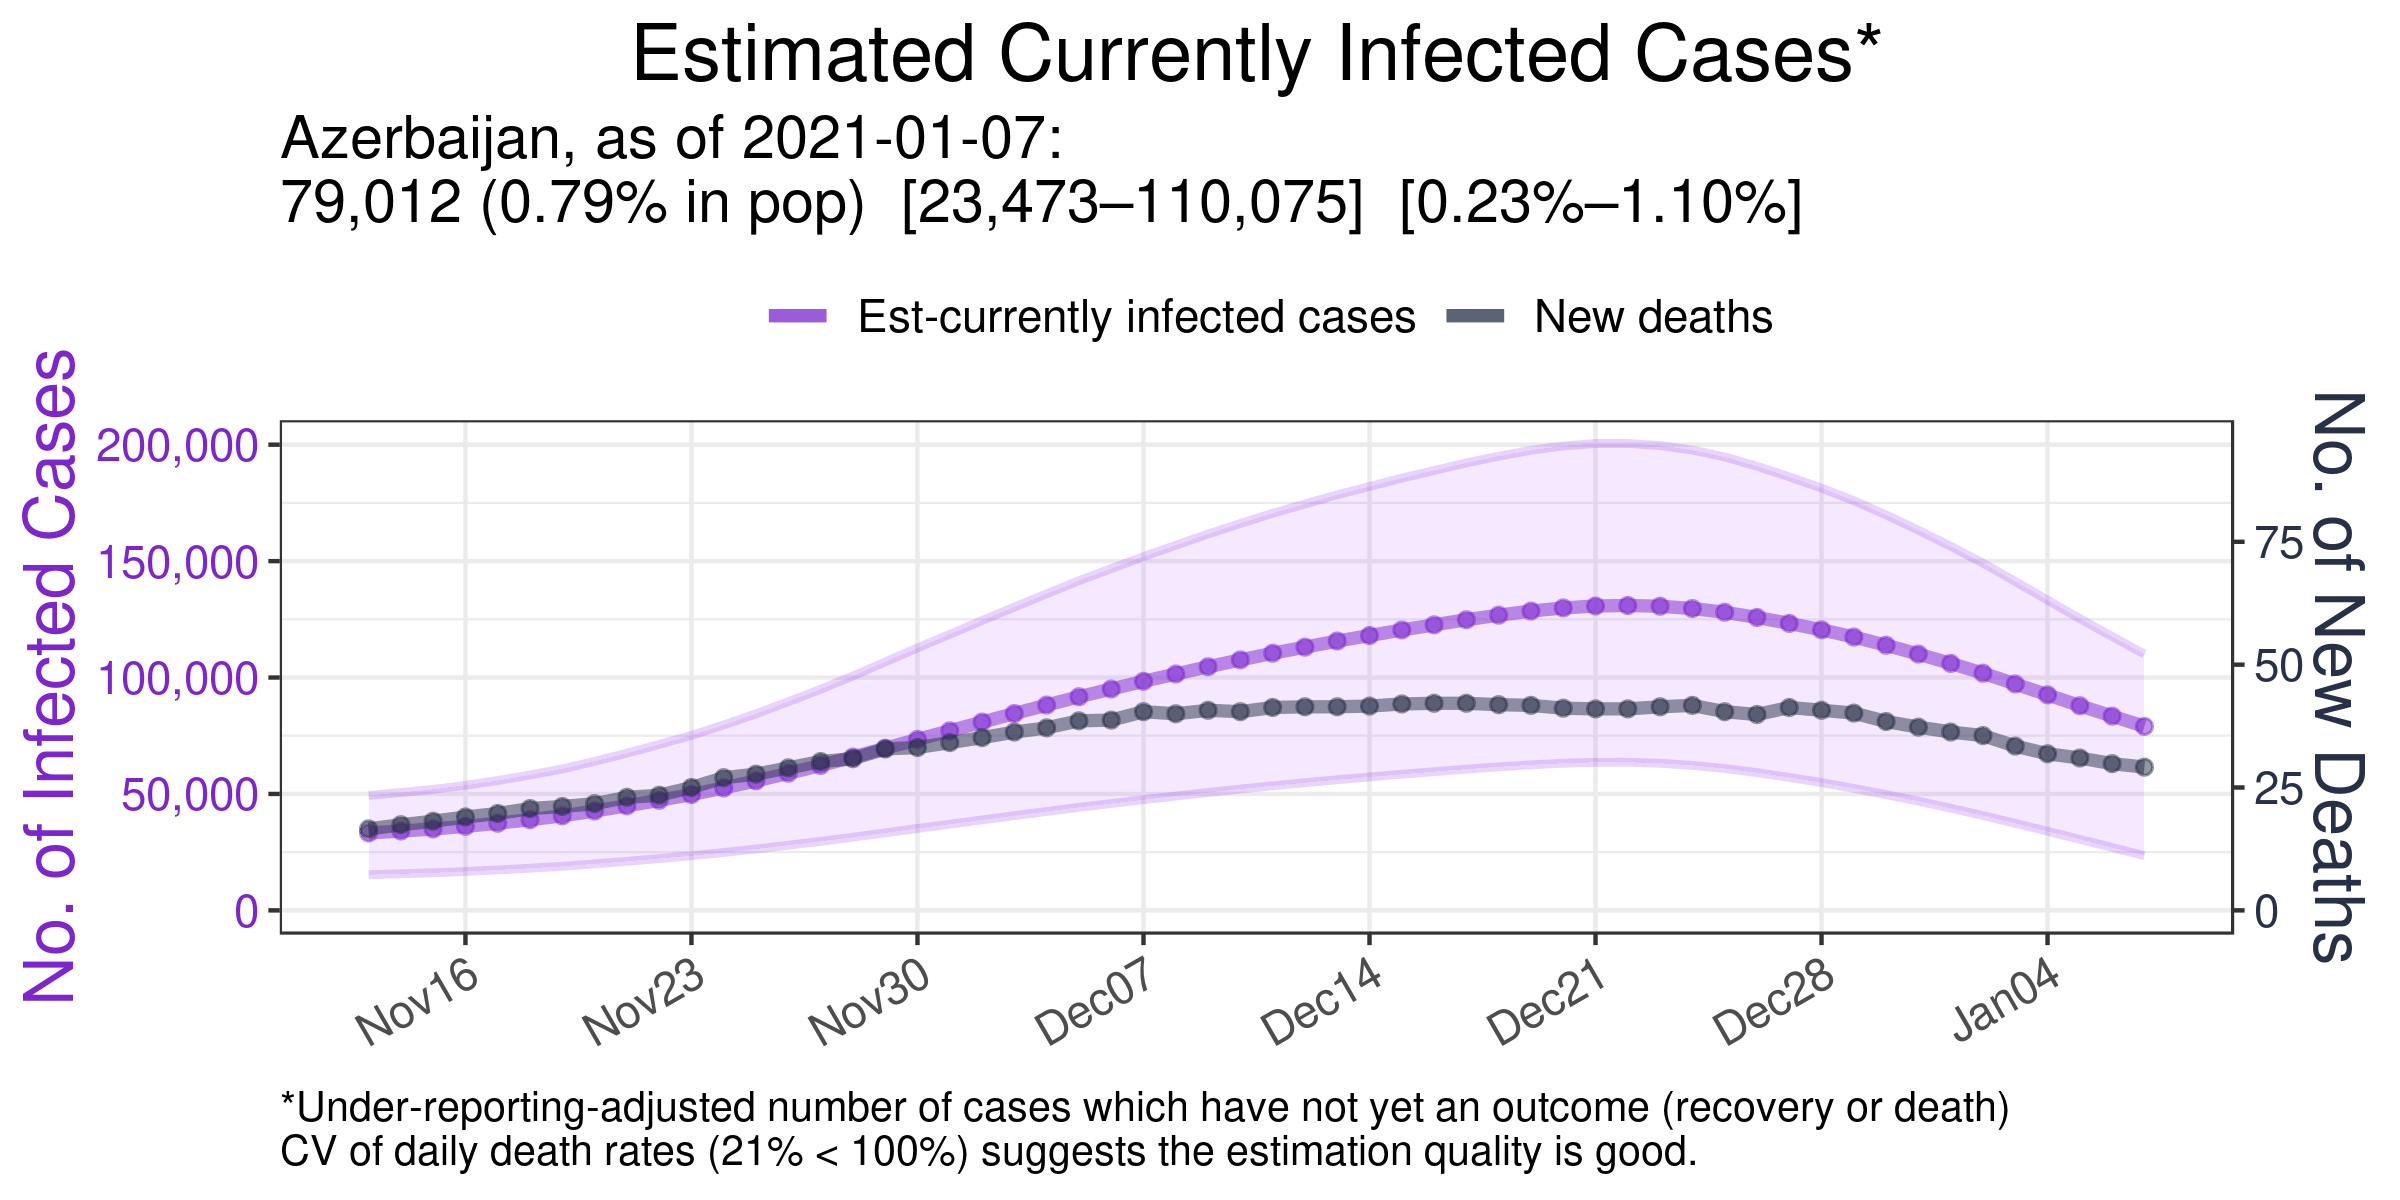 Estimated Currently Infected Cases*
Azerbaijan, as of 2021-01-07:
79,012 (0.79% in pop)  [23,473–110,075]  [0.23%–1.10%]
Est-currently infected cases
New deaths
No. of Infected Cases
200,000
150,000
100,000
50,000
0
75
50
25
0
No. of New Deaths
Nov16
Nov23
Nov30
Dec07
Dec14
Dec21
Dec28
Jan04
*Under-reporting-adjusted number of cases which have not yet an outcome (recovery or death)
CV of daily death rates (21% < 100%) suggests the estimation quality is good.